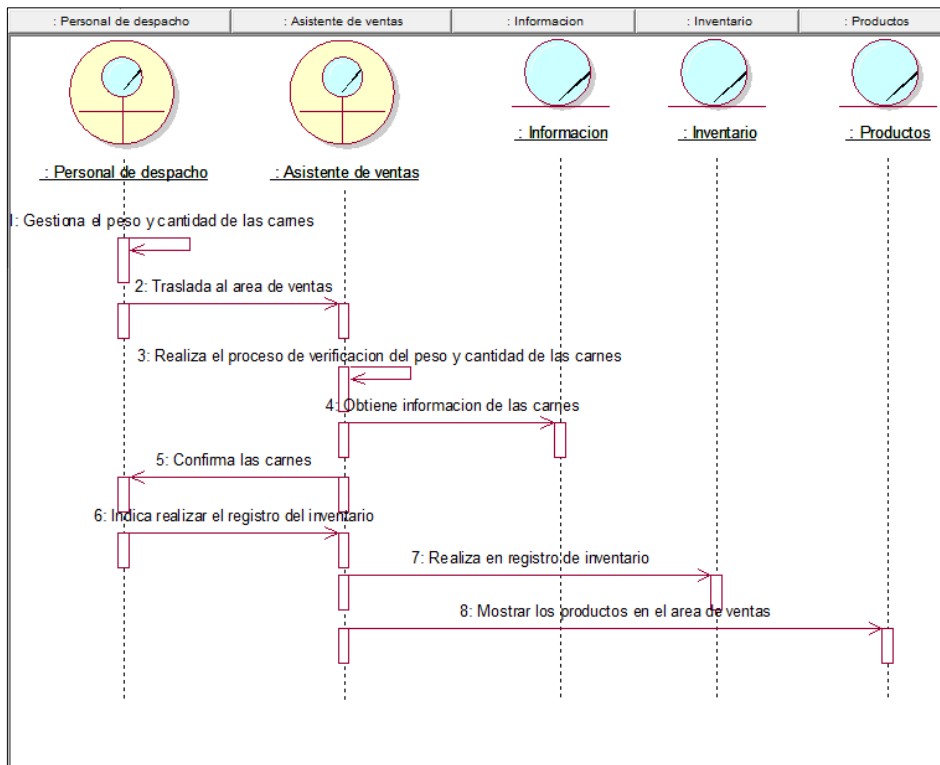 : Personal de despacho
: Asistente de ventas
: Informacion
: Inventario
: Productos
: Informacion
: Inventario
: Productos
: Personal de despacho
: Asistente de ventas
1: Gestiona el peso y cantidad de las carnes
2: Traslada al area de ventas
3: Realiza el proceso de verificacion del peso y cantidad de las carnes
4: Obtiene informacion de las carnes
5: Confirma las carnes
6: Indica realizar el registro del inventario
7: Realiza en registro de inventario
8: Mostrar los productos en el area de ventas